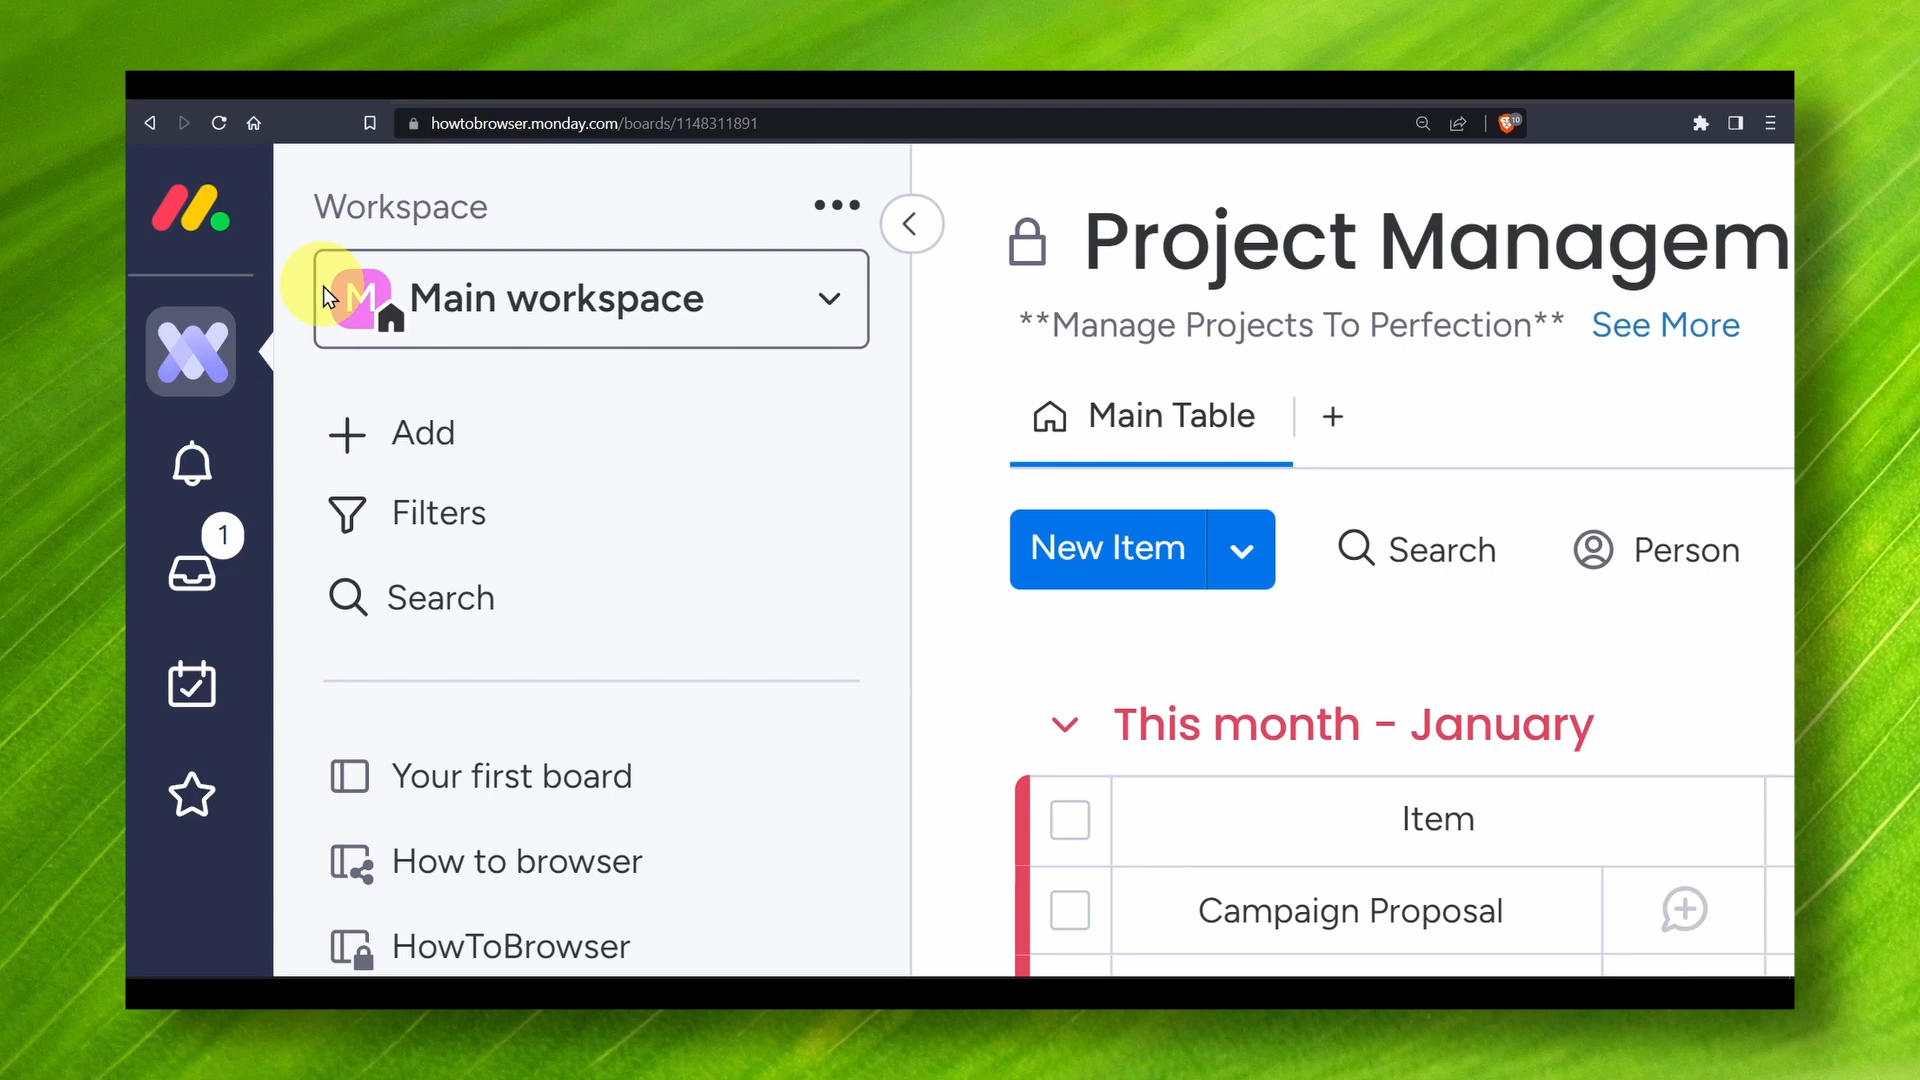 howtobrowser.monday.com/boards/1148311891
10
Workspace
M Main workspace
Add
Filters
Search
1
Your first board
How to browser
HowToBrowser
Project Managem
**Manage Projects To Perfection** See More
Main Table
New Item
Search
Person
This month - January
Item
Campaign Proposal